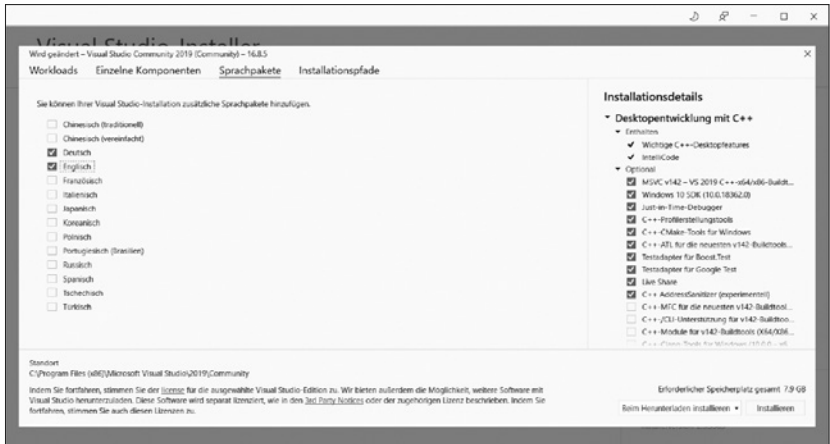 Visual Studio Installer
Wird geändert – Visual Studio Community 2019 (Community) – 16.8.5
Workloads Einzelne Komponenten Sprachpakete Installationspfade
Sie können Ihrer Visual Studio-Installation zusätzliche Sprachpakete hinzufügen.
Chinesisch (traditionell)
Chinesisch (vereinfacht)
Deutsch
Englisch
Französisch
Italienisch
Japanisch
Koreanisch
Polnisch
Portugiesisch (Brasilien)
Russisch
Spanisch
Tschechisch
Türkisch
Installationsdetails
Desktopentwicklung mit C++
Enthalten
Wichtige C++-Desktopfeatures
IntelliCode
Optional
MSVC v142 – VS 2019 C++-x64/x86-Buildt...
Windows 10 SDK (10.0.18362.0)
Just-In-Time-Debugger
C++-Profilerstellungstools
C++-CMake-Tools für Windows
C++-ATL für die neuesten v142-Buildtools...
Testadapter für Boost.Test
Testadapter für Google Test
Live Share
C++ AddressSanitizer (experimentell)
C++-MFC für die neuesten v142-Buildtool...
C++-/CLI-Unterstützung für v142-Buildtoo...
C++-Module für v142-Buildtools (X64/X86...
Standort
C:\Program Files (x86)\Microsoft Visual Studio\2019\Community
Indem Sie fortfahren, stimmen Sie der license für die ausgewählte Visual Studio-Edition zu. Wir bieten außerdem die Möglichkeit, weitere Software mit
Visual Studio herunterzuladen. Diese Software wird separat lizenziert, wie in den 3rd Party Notices oder der zugehörigen Lizenz beschrieben. Indem Sie
fortfahren, stimmen Sie auch diesen Lizenzen zu.
Erforderlicher Speicherplatz gesamt 7,9 GB
Beim Herunterladen installieren Installieren